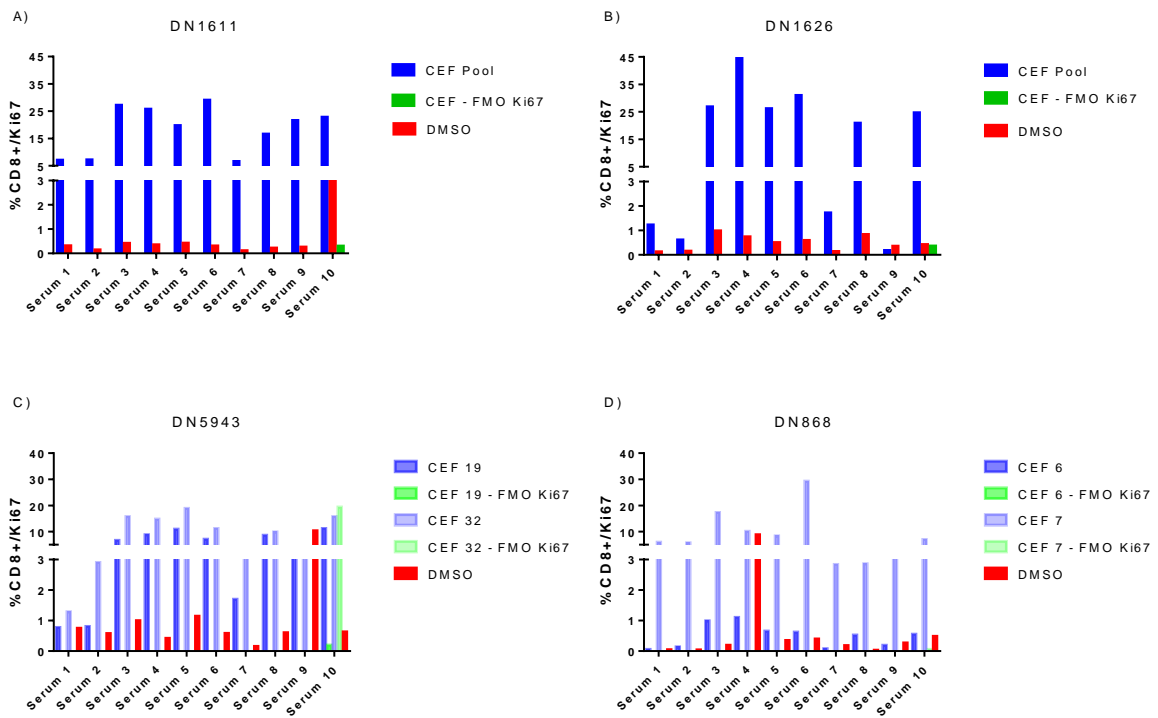 A)
DN1611
%CD8+/Ki67
45
35
25
15
5
3
2
1
0
Serum 1
Serum 2
Serum 3
Serum 4
Serum 5
Serum 6
Serum 7
Serum 8
Serum 9
Serum 10
CEF Pool
CEF - FMO Ki67
DMSO
B)
DN1626
%CD8+/Ki67
45
35
25
15
5
3
2
1
0
Serum 1
Serum 2
Serum 3
Serum 4
Serum 5
Serum 6
Serum 7
Serum 8
Serum 9
Serum 10
CEF Pool
CEF - FMO Ki67
DMSO
C)
DN5943
%CD8+/Ki67
40
30
20
10
3
2
1
0
Serum 1
Serum 2
Serum 3
Serum 4
Serum 5
Serum 6
Serum 7
Serum 8
Serum 9
Serum 10
CEF 19
CEF 19 - FMO Ki67
CEF 32
CEF 32 - FMO Ki67
DMSO
D)
DN868
%CD8+/Ki67
40
30
20
10
3
2
1
0
Serum 1
Serum 2
Serum 3
Serum 4
Serum 5
Serum 6
Serum 7
Serum 8
Serum 9
Serum 10
CEF 6
CEF 6 - FMO Ki67
CEF 7
CEF 7 - FMO Ki67
DMSO